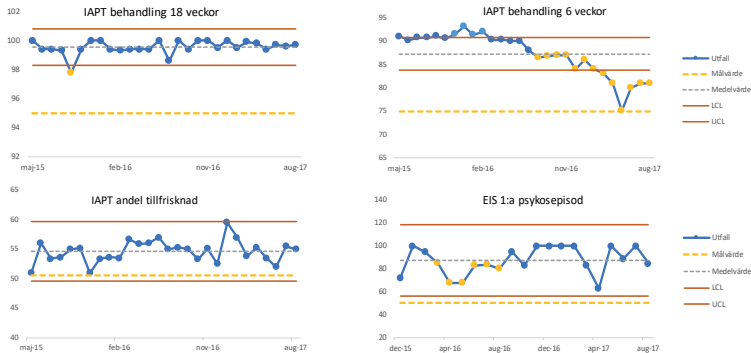 IAPT behandling 18 veckor
102
100
98
96
94
92
maj-15
feb-16
nov-16
aug-17
IAPT behandling 6 veckor
95
90
85
80
75
70
65
maj-15
feb-16
nov-16
aug-17
Utfall
Målvärde
Medelvärde
LCL
UCL
IAPT andel tillfrisknad
65
60
55
50
45
40
maj-15
feb-16
nov-16
aug-17
EIS 1:a psykosepisod
140
120
100
80
60
40
20
dec-15
apr-16
aug-16
dec-16
apr-17
aug-17
Utfall
Målvärde
Medelvärde
LCL
UCL